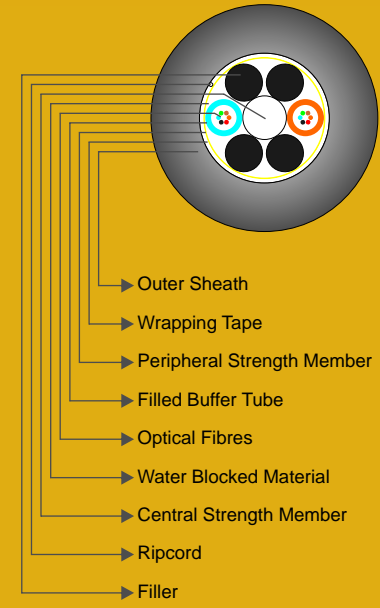 Outer Sheath
Wrapping Tape
Peripheral Strength Member
Filled Buffer Tube
Optical Fibres
Water Blocked Material
Central Strength Member
Ripcord
Filler